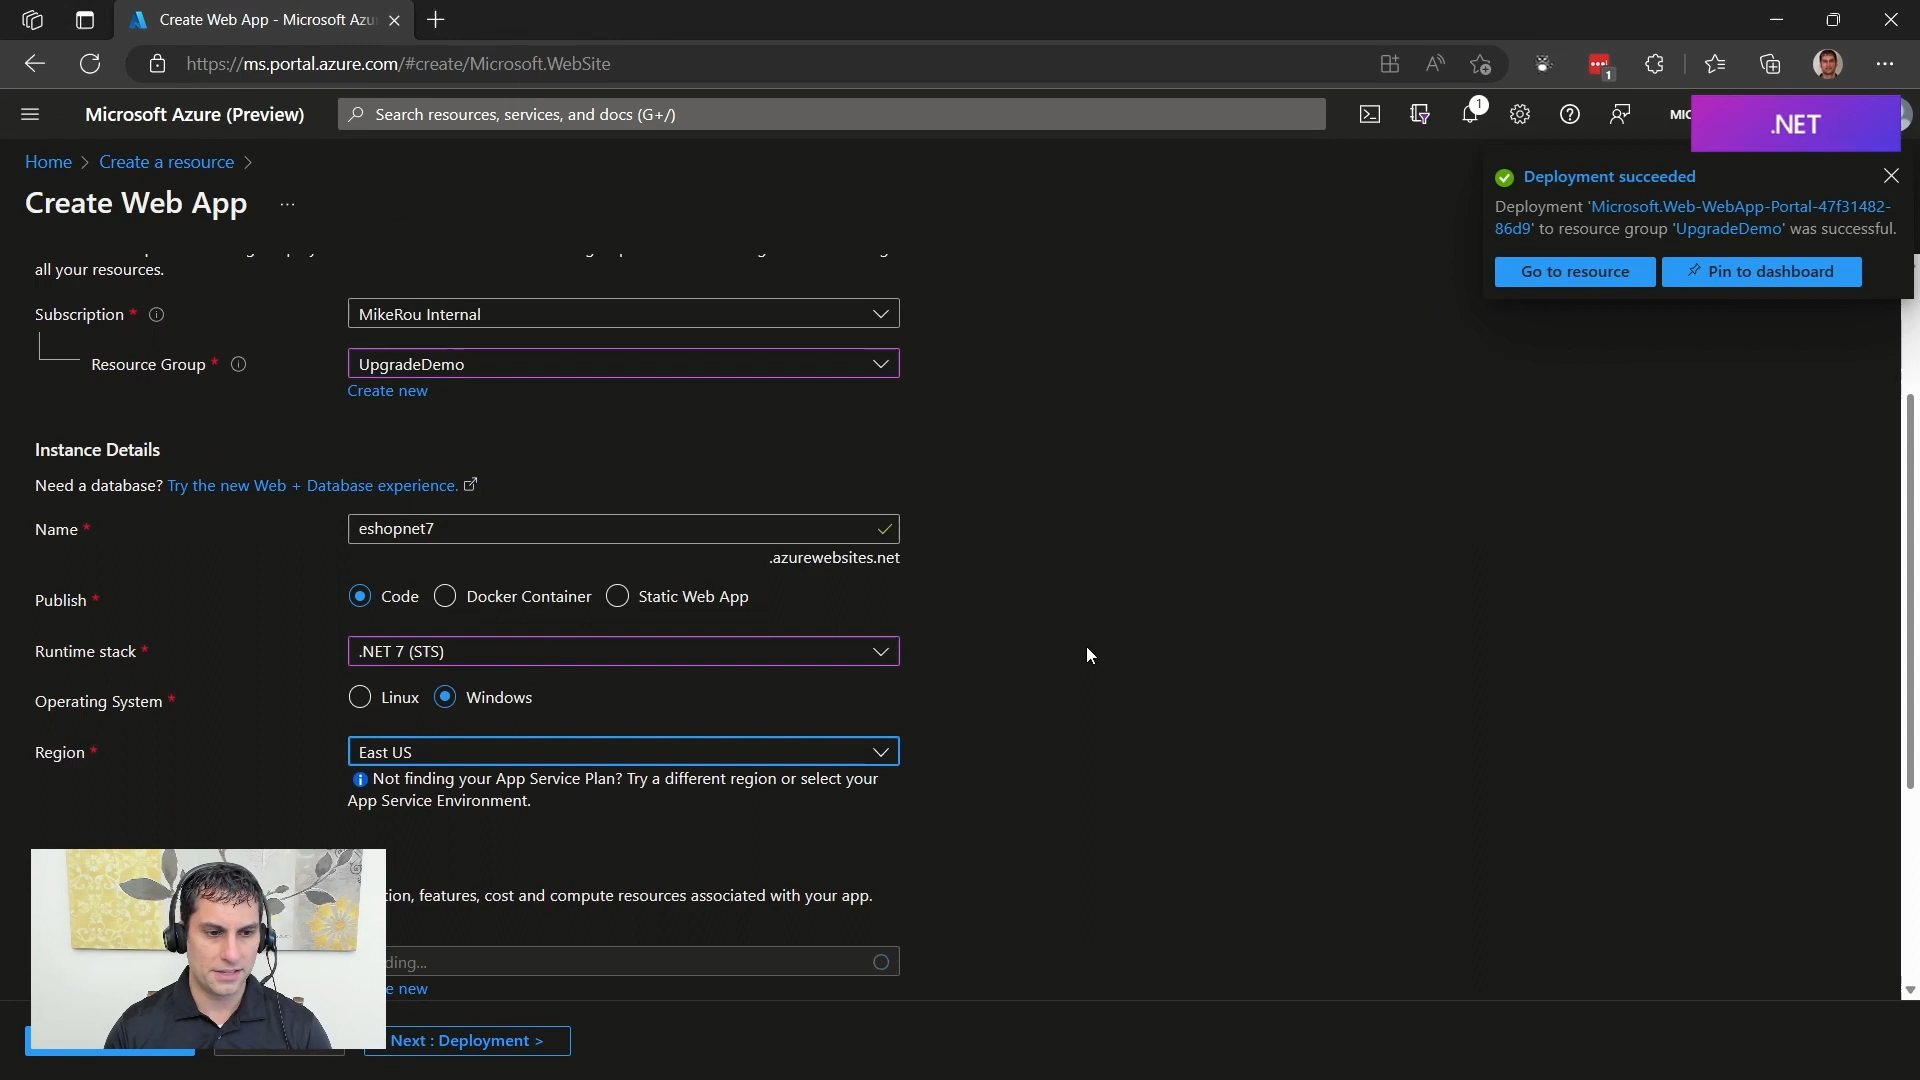 Create Web App - Microsoft Azu
https://ms.portal.azure.com/#create/Microsoft.WebSite
1
Microsoft Azure (Preview)
Search resources, services, and docs (G+/)
1
MIC
.NET
Home > Create a resource >
Create Web App ...
Deployment succeeded
Deployment 'Microsoft.Web-WebApp-Portal-47f31482-
86d9' to resource group 'UpgradeDemo' was successful.
Go to resource
Pin to dashboard
all your resources.
Subscription *
MikeRou Internal
Resource Group *
UpgradeDemo
Create new
Instance Details
Need a database? Try the new Web + Database experience.
Name *
eshopnet7
.azurewebsites.net
Publish *
Code
Docker Container
Static Web App
Runtime stack *
.NET 7 (STS)
Operating System *
Linux
Windows
Region *
East US
Not finding your App Service Plan? Try a different region or select your
App Service Environment.
tion, features, cost and compute resources associated with your app.
ding...
e new
Next : Deployment >